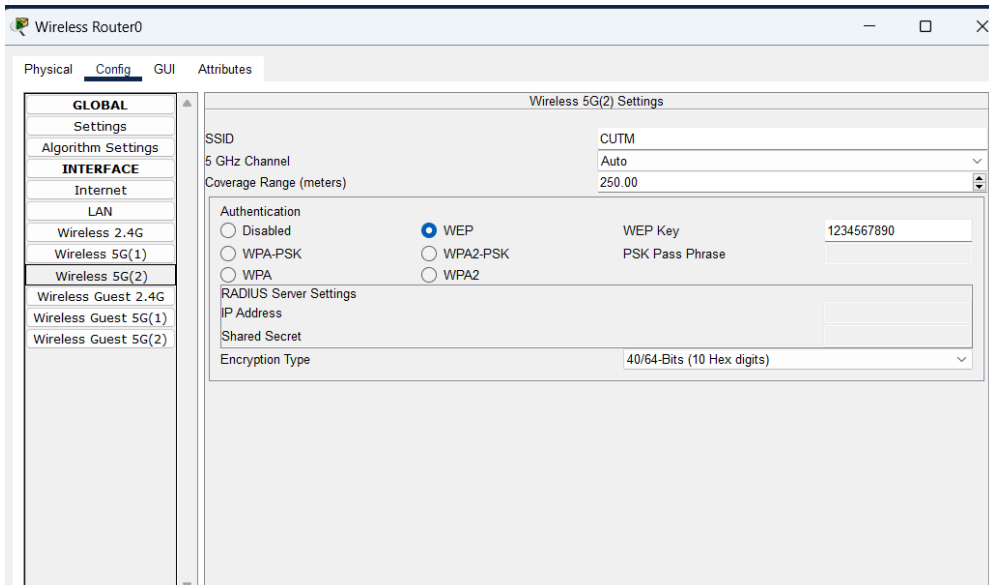 Wireless Router0
Physical Config GUI Attributes
GLOBAL
Settings
Algorithm Settings
INTERFACE
Internet
LAN
Wireless 2.4G
Wireless 5G(1)
Wireless 5G(2)
Wireless Guest 2.4G
Wireless Guest 5G(1)
Wireless Guest 5G(2)
Wireless 5G(2) Settings
SSID CUTM
5 GHz Channel Auto
Coverage Range (meters) 250.00
Authentication
Disabled WEP WEP Key 1234567890
WPA-PSK WPA2-PSK PSK Pass Phrase
WPA WPA2
RADIUS Server Settings
IP Address
Shared Secret
Encryption Type 40/64-Bits (10 Hex digits)